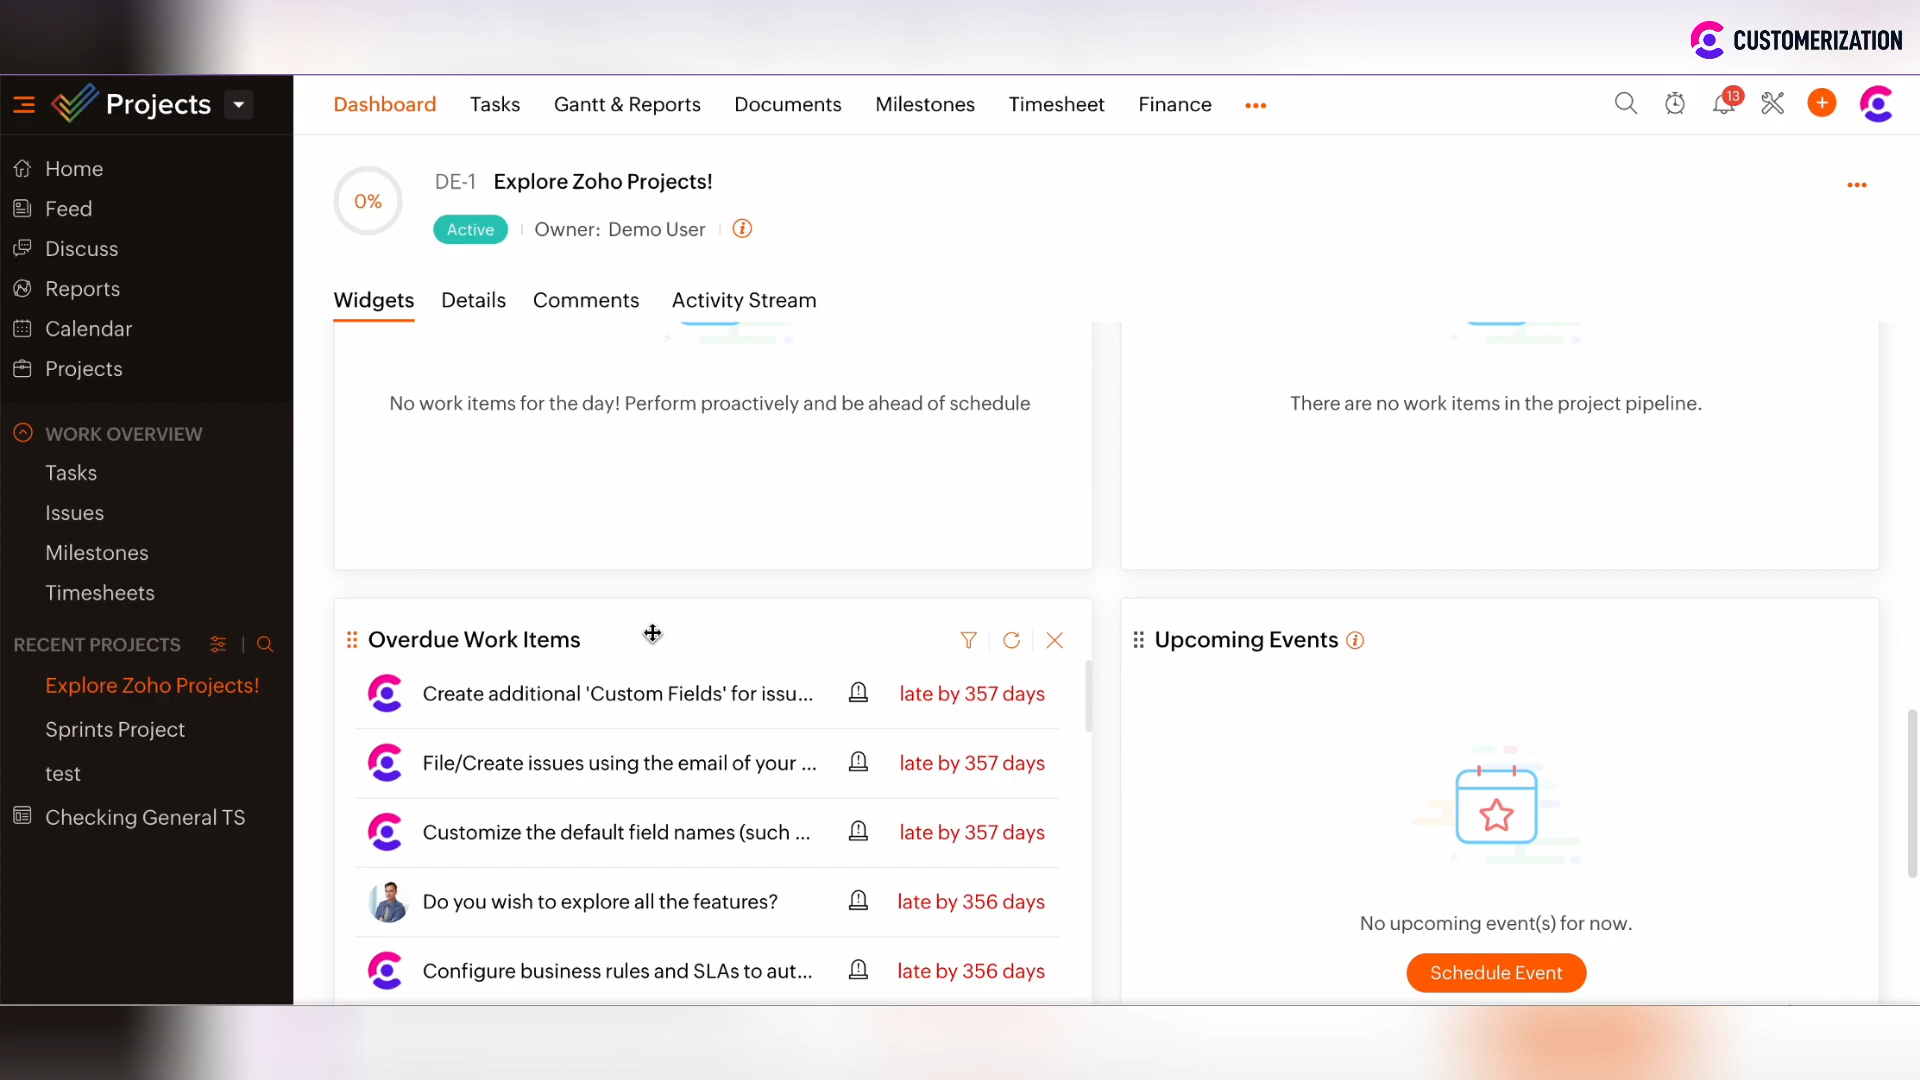 CUSTOMERIZATION
Projects
Dashboard
Tasks
Gantt & Reports
Documents
Milestones
Timesheet
Finance
13
Home
Feed
Discuss
Reports
Calendar
Projects
WORK OVERVIEW
Tasks
Issues
Milestones
Timesheets
RECENT PROJECTS
Explore Zoho Projects!
Sprints Project
test
Checking General TS
0%
DE-1 Explore Zoho Projects!
Active
Owner: Demo User
Widgets
Details
Comments
Activity Stream
No work items for the day! Perform proactively and be ahead of schedule
There are no work items in the project pipeline.
Overdue Work Items
Create additional 'Custom Fields' for issu... late by 357 days
File/Create issues using the email of your ... late by 357 days
Customize the default field names (such ... late by 357 days
Do you wish to explore all the features? late by 356 days
Configure business rules and SLAs to aut... late by 356 days
Upcoming Events
No upcoming event(s) for now.
Schedule Event